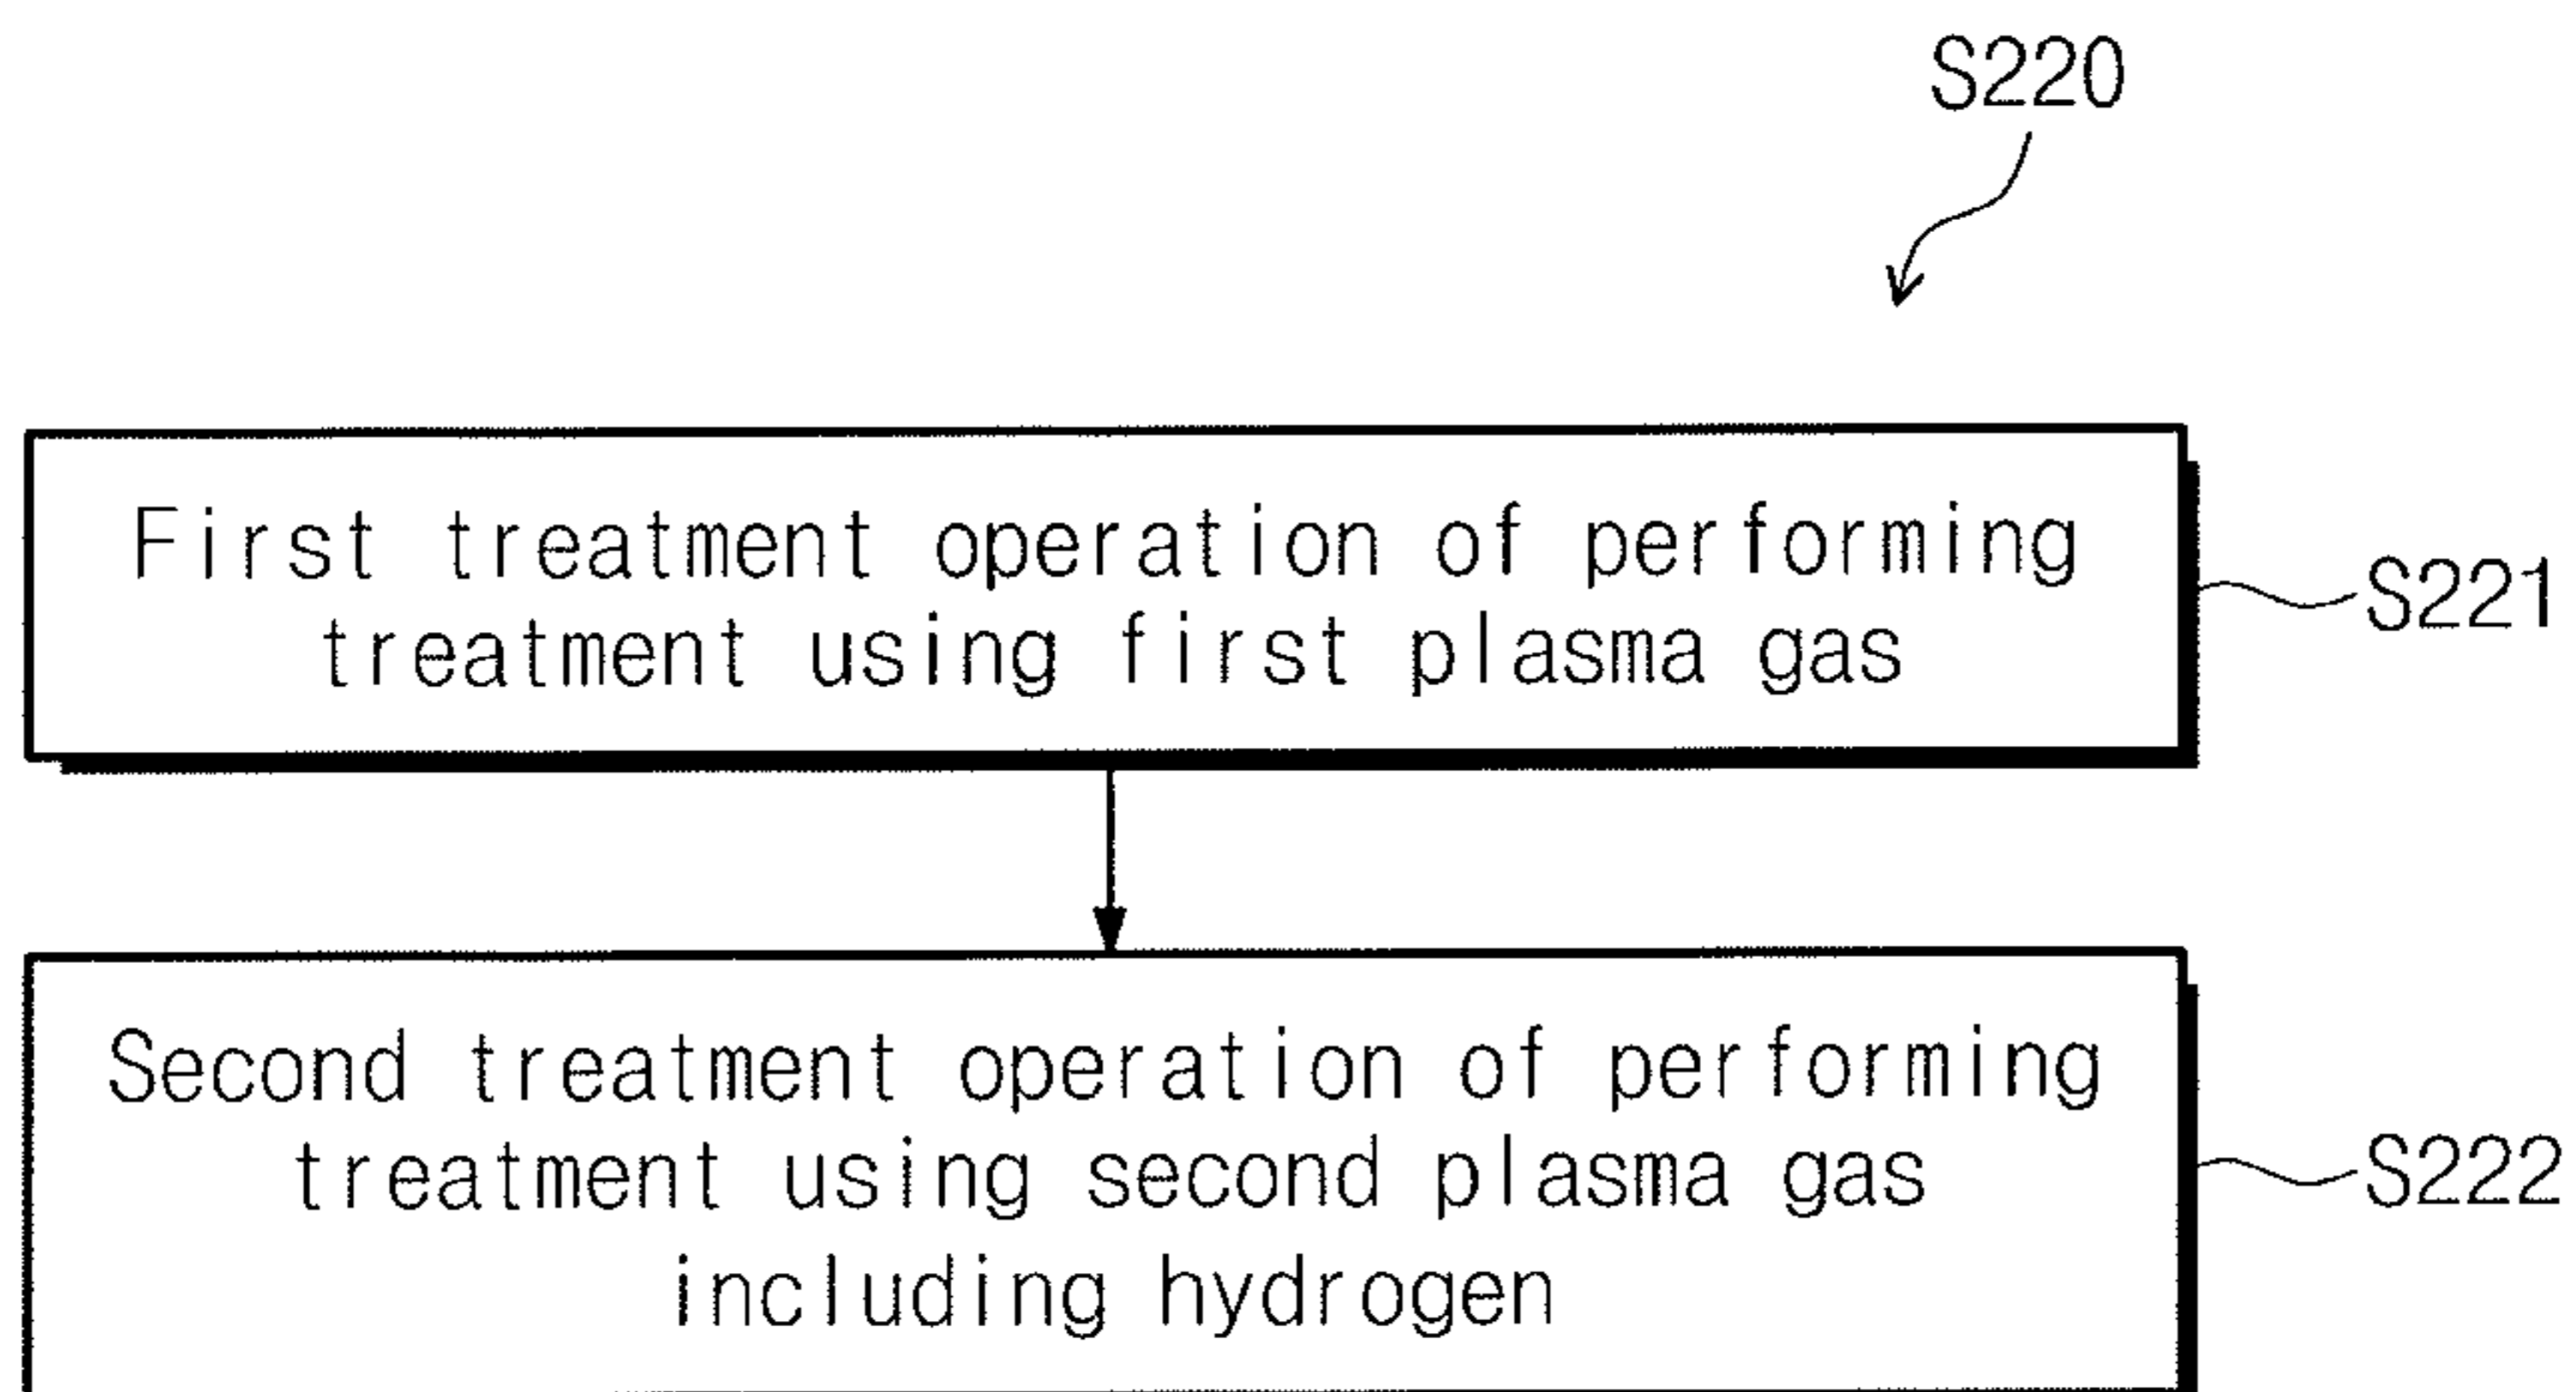 S220
First treatment operation of performing
treatment using first plasma gas
S221
Second treatment operation of performing
treatment using second plasma gas
including hydrogen
S222